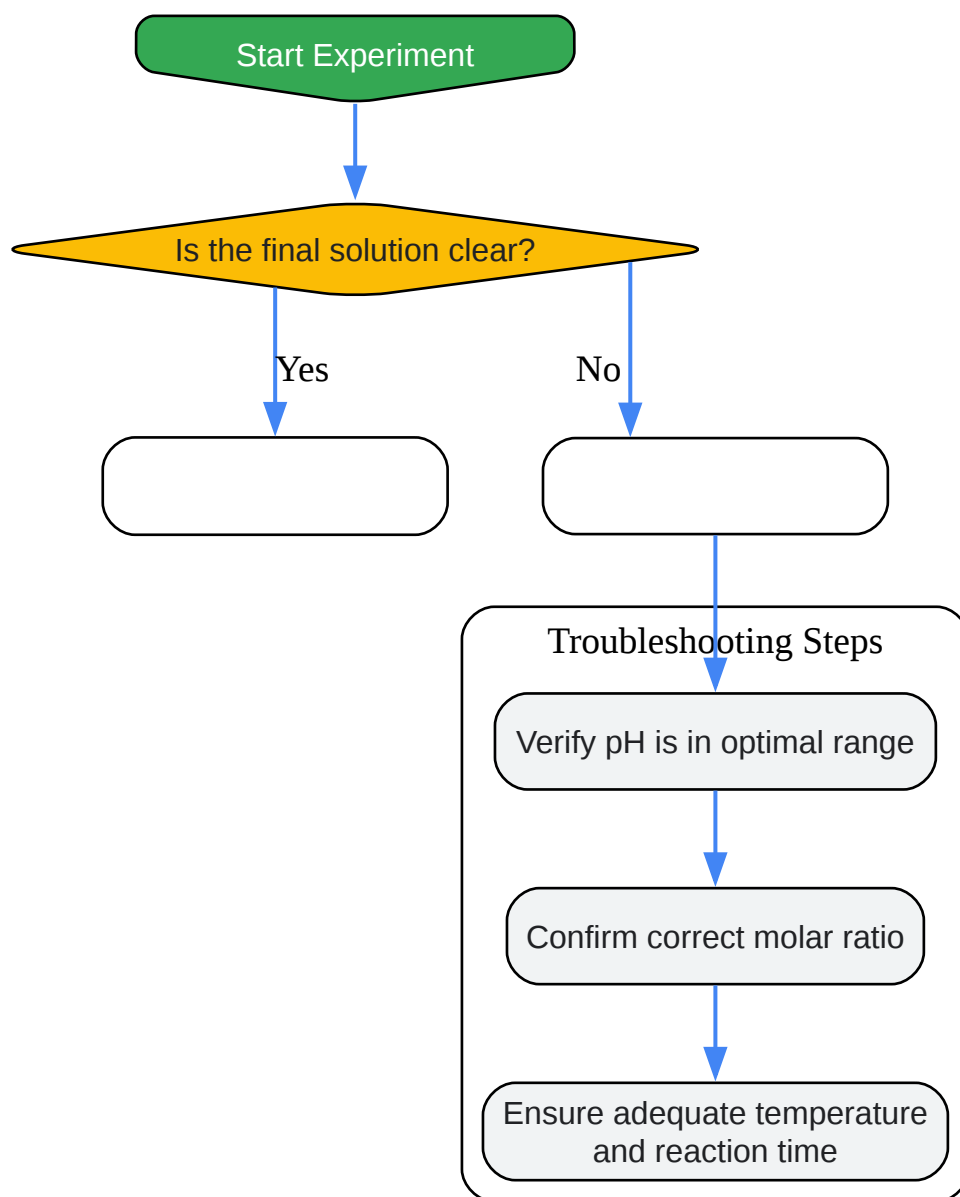 Start Experiment
Is the final solution clear?
Yes
No
Troubleshooting Steps
Verify pH is in optimal range
Confirm correct molar ratio
Ensure adequate temperature
and reaction time